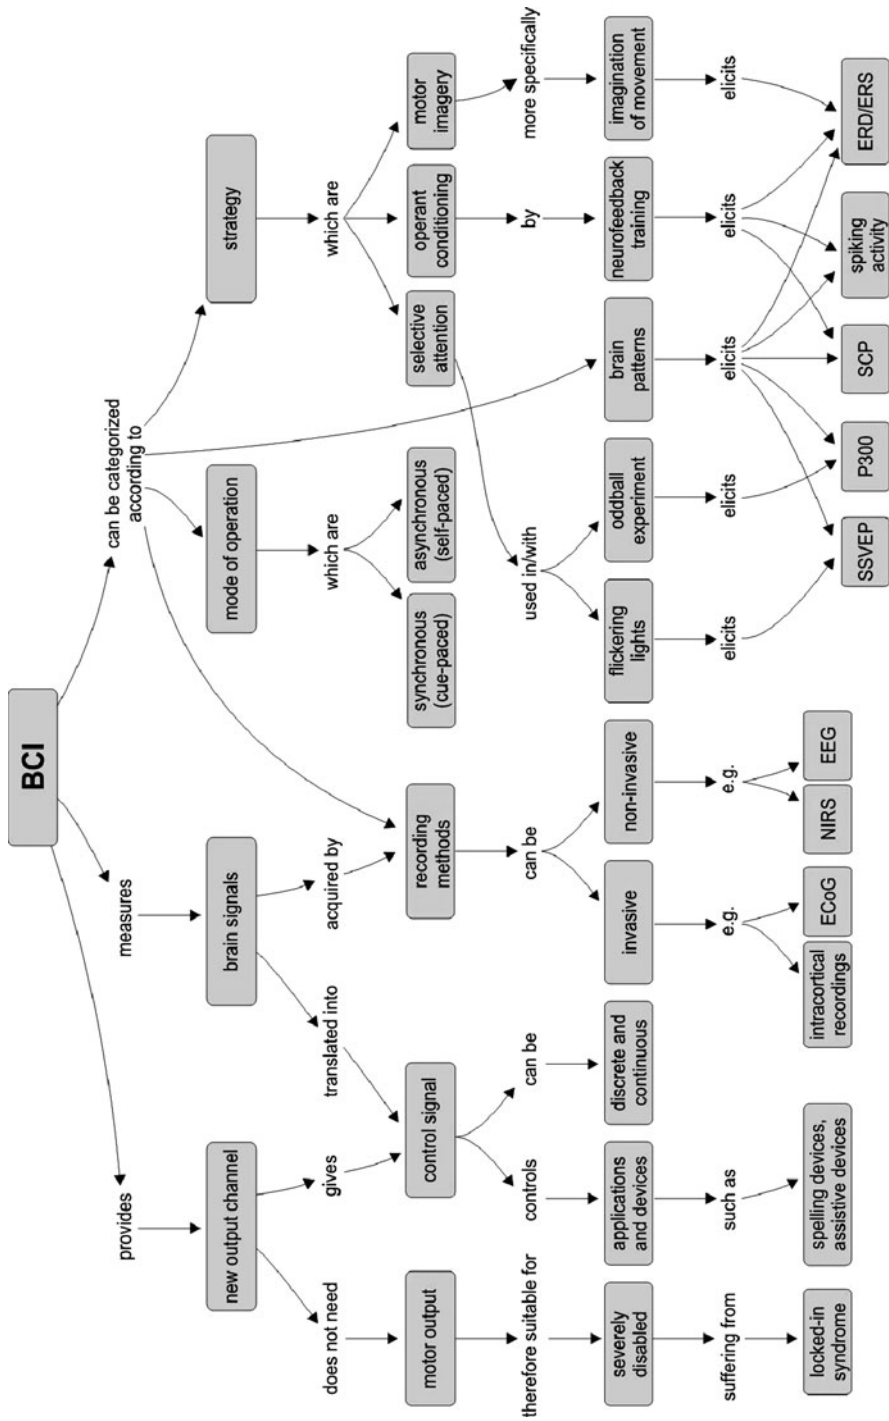 BCI
provides
measures
can be categorized
according to
new output channel
brain signals
mode of operation
strategy
does not need
gives
translated into
acquired by
which are
which are
motor output
control signal
recording
methods
synchronous
(cue-paced)
asynchronous
(self-paced)
selective
attention
operant
conditioning
motor
imagery
therefore suitable for
controls
can be
can be
used in/with
by
more specifically
severely
disabled
applications
and devices
discrete and
continuous
invasive
non-invasive
flickering
lights
oddball
experiment
brain
patterns
neurofeedback
training
imagination
of movement
suffering from
such as
e.g.
e.g.
elicits
elicits
elicits
elicits
elicits
locked-in
syndrome
spelling devices,
assistive devices
intracortical
recordings
ECoG
NIRS
EEG
SSVEP
P300
SCP
spiking
activity
ERD/ERS